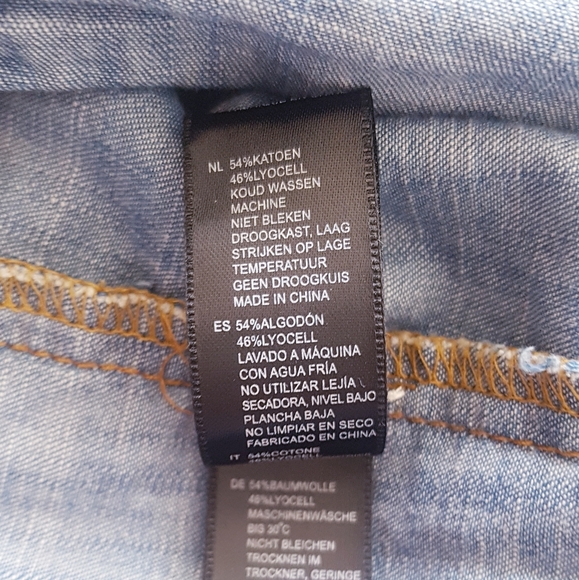 NL 54%KATOEN
46%LYOCELL
KOUD WASSEN
MACHINE
NIET BLEKEN
DROOGKAST, LAAG
STRIJKEN OP LAGE
TEMPERATUUR
GEEN DROOGKUIS
MADE IN CHINA
ES 54%ALGODÓN
46%LYOCELL
LAVADO A MÁQUINA
CON AGUA FRÍA
NO UTILIZAR LEJÍA
SECADORA, NIVEL BAJO
PLANCHA BAJA
NO LIMPIAR EN SECO
FABRICADO EN CHINA
IT 54%COTONE
46%LYOCELL
DE 54%BAUMWOLLE
46%LYOCELL
MASCHINENWÄSCHE
BIS 30°C
NICHT BLEICHEN
TROCKNEN IM
TROCKNER, GERINGE